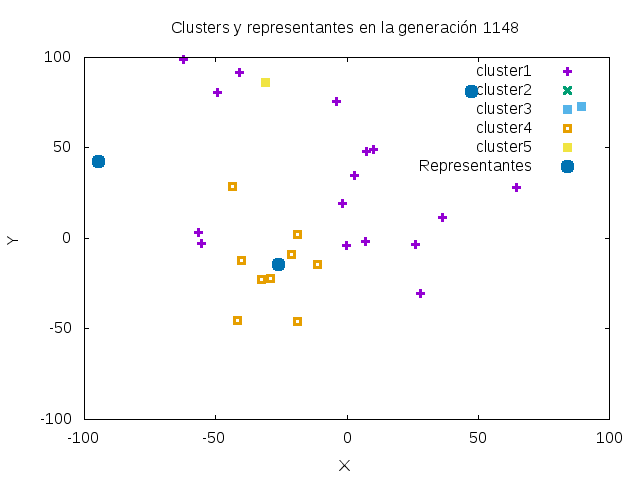 Clusters y representantes en la generación 1148
100
50
0
-50
-100
Y
cluster1
cluster2
cluster3
cluster4
cluster5
Representantes
-100
-50
0
50
100
X